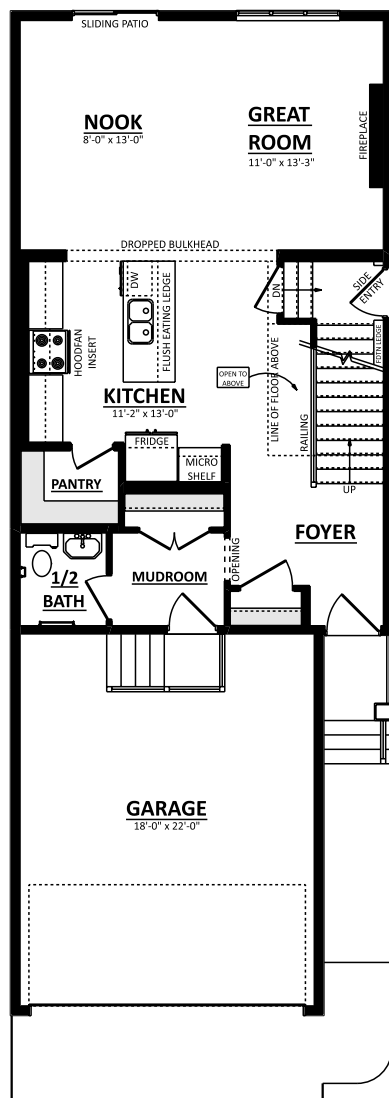 SLIDING PATIO
NOOK
8'-0" x 13'-0"
GREAT
ROOM
11'-0" x 13'-3"
FIREPLACE
DROPPED BULKHEAD
DW
FLUSH EATING LEDGE
HOODFAN
INSERT
DN
SIDE
ENTRY
FDTN LEDGE
LINE OF FLOOR ABOVE
OPEN TO
ABOVE
RAILING
KITCHEN
11'-2" x 13'-0"
FRIDGE
MICRO
SHELF
PANTRY
UP
FOYER
OPENING
1/2
BATH
MUDROOM
GARAGE
18'-0" x 22'-0"